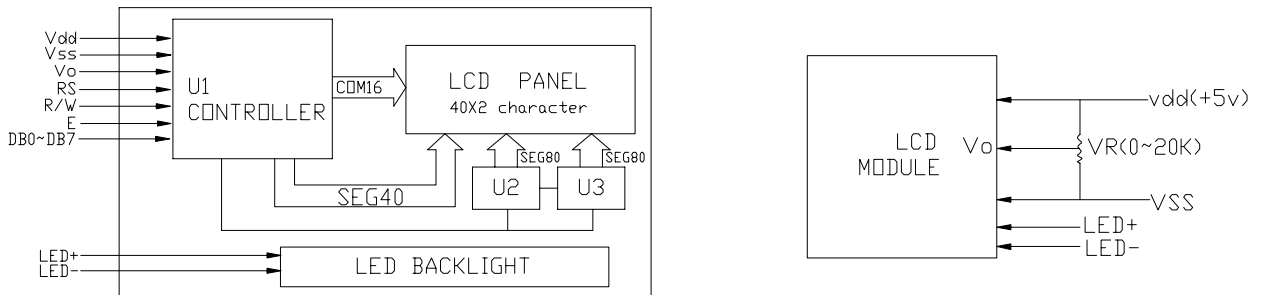 Vdd
Vss
Vo
RS
R/W
E
DB0~DB7
U1
CONTROLLER
COM16
LCD PANEL
40X2 character
SEG80
SEG80
U2
U3
SEG40
LED+
LED-
LED BACKLIGHT
LCD
MODULE
vdd(+5v)
Vo
VR(0~20K)
VSS
LED+
LED-